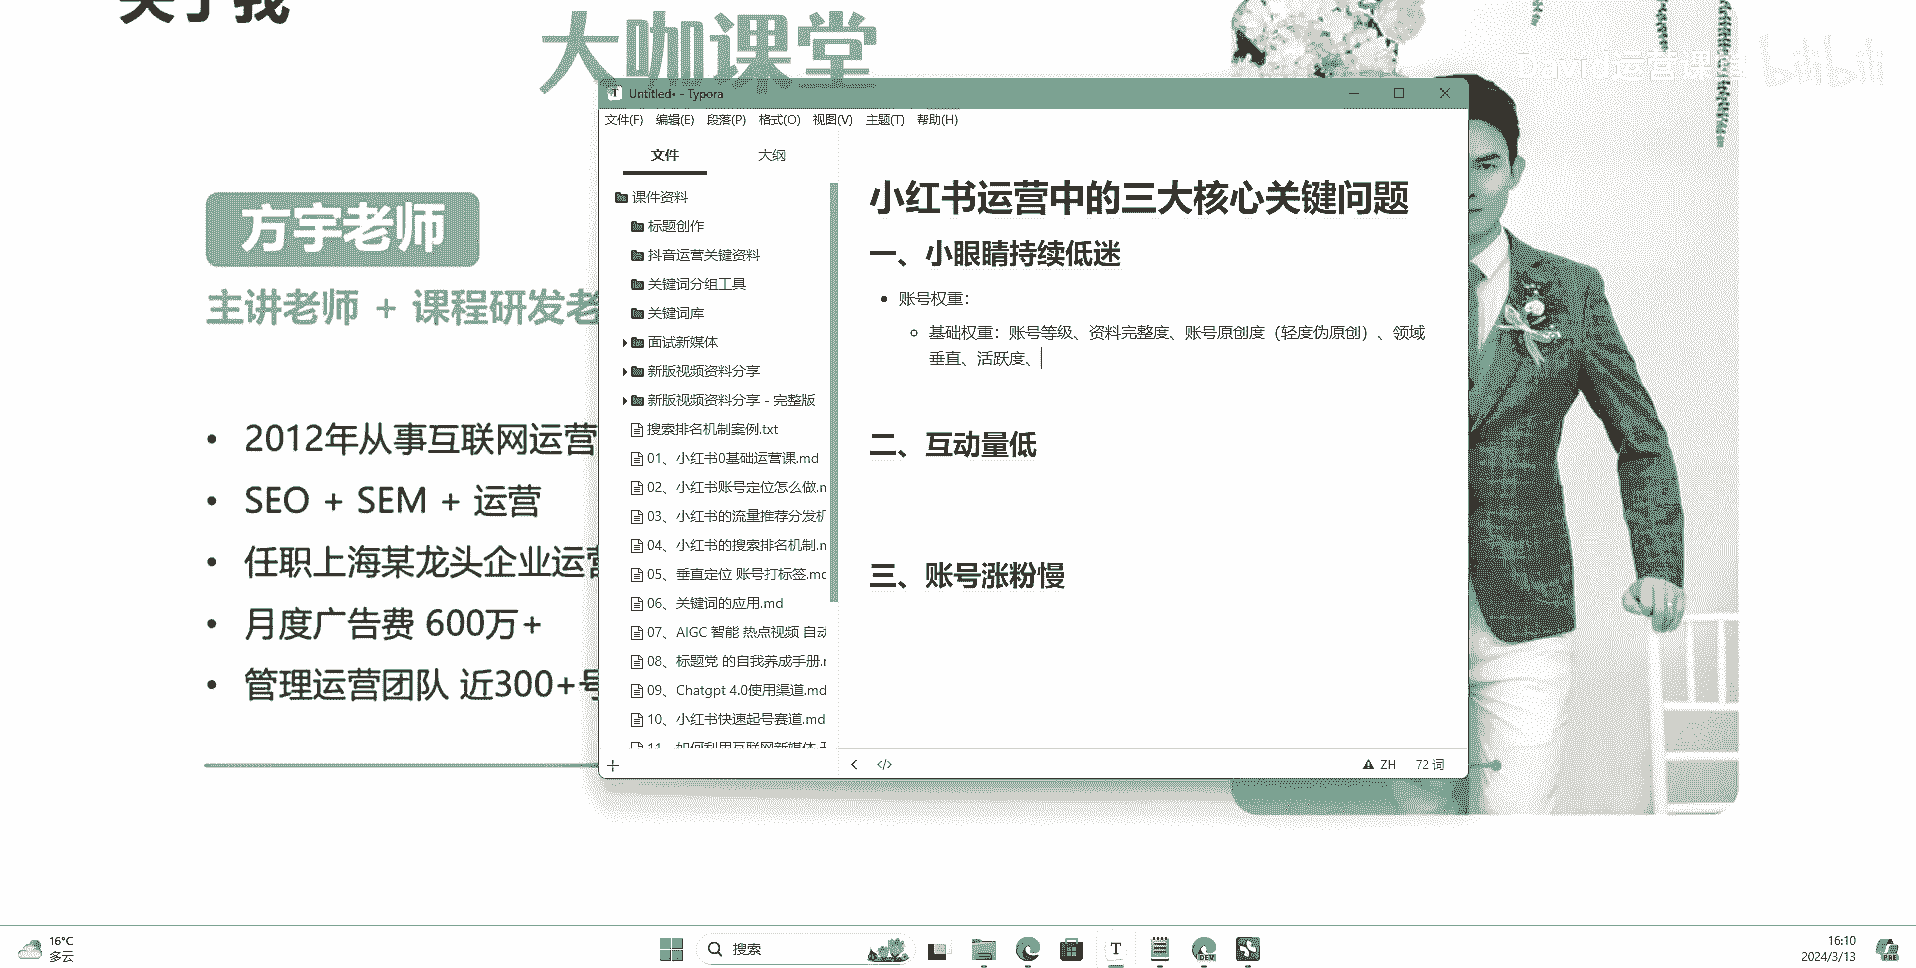 关于我
大咖课堂
运营课堂 bilibili
方宇老师
主讲老师 + 课程研发老
• 2012年从事互联网运营
• SEO + SEM + 运营
• 任职上海某龙头企业运营
• 月度广告费 600万+
• 管理运营团队 近300+号
Untitled• - Typora
文件(F) 编辑(E) 段落(P) 格式(O) 视图(V) 主题(T) 帮助(H)
文件 大纲
课件资料
标题创作
抖音运营关键资料
关键词分组工具
关键词库
面试新媒体
新版视频资料分享
新版视频资料分享 - 完整版
搜索排名机制案例.txt
01、小红书0基础运营课.md
02、小红书账号定位怎么做.m
03、小红书的流量推荐分发机
04、小红书的搜索排名机制.m
05、垂直定位 账号打标签.md
06、关键词的应用.md
07、AIGC 智能 热点视频 自动
08、标题党 的自我养成手册.m
09、Chatgpt 4.0使用渠道.md
10、小红书快速起号赛道.md
11、如何利用互联网新媒体
小红书运营中的三大核心关键问题
一、小眼睛持续低迷
• 账号权重：
基础权重：账号等级、资料完整度、账号原创度（轻度伪原创）、领域
垂直、活跃度、
二、互动量低
三、账号涨粉慢
ZH 72 词
16°C
多云
搜索
16:10
2024/3/13